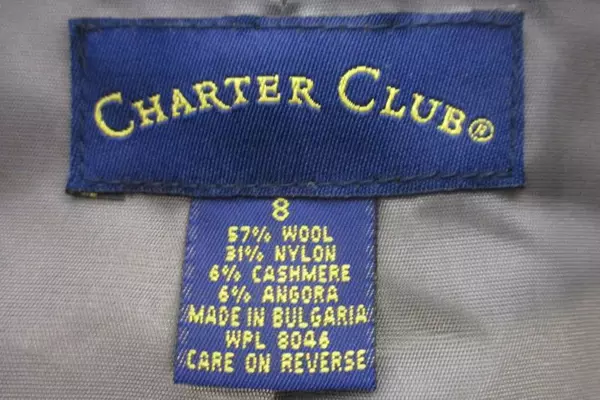 CHARTER CLUB®
8
57% WOOL
31% NYLON
6% CASHMERE
6% ANGORA
MADE IN BULGARIA
WPL 8046
CARE ON REVERSE